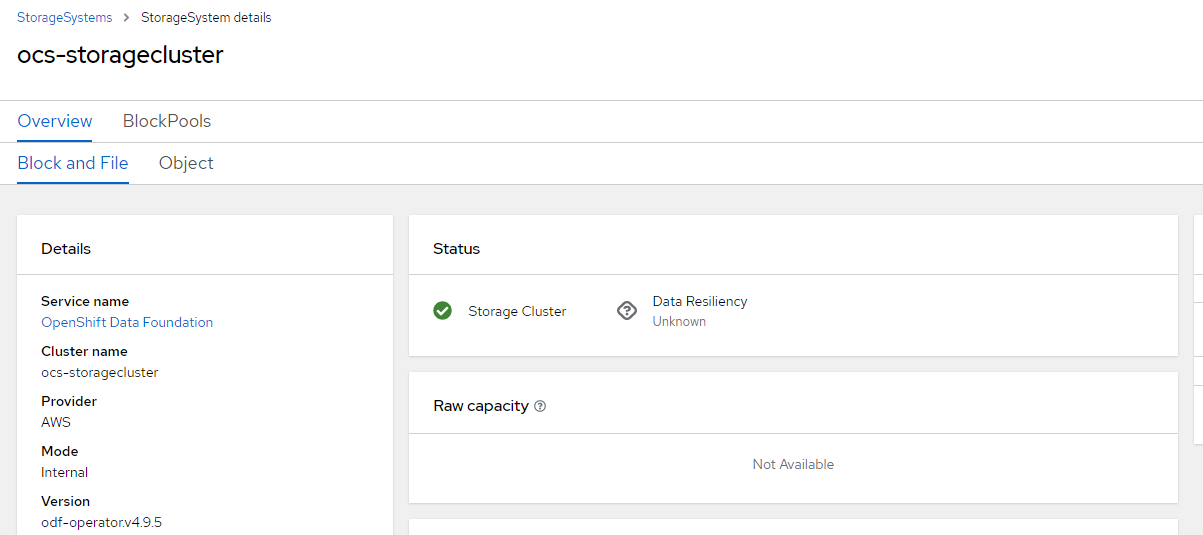 StorageSystems > StorageSystem details
ocs-storagecluster
Overview BlockPools
Block and File Object
Details
Service name
OpenShift Data Foundation
Cluster name
ocs-storagecluster
Provider
AWS
Mode
Internal
Version
odf-operator.v4.9.5
Status
Storage Cluster
Data Resiliency
Unknown
Raw capacity
Not Available